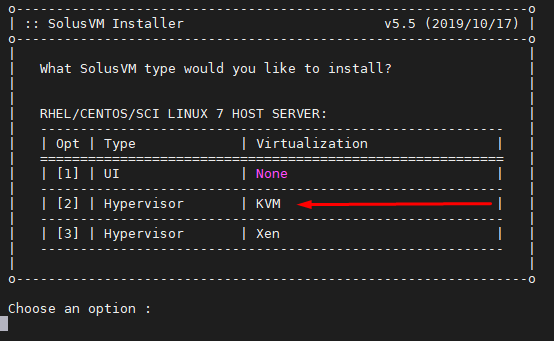 o----------------------------------------------------------------o
| :: SolusVM Installer                         v5.5 (2019/10/17) |
o----------------------------------------------------------------o
What SolusVM type would you like to install?
RHEL/CENTOS/SCI LINUX 7 HOST SERVER:
----------------------------------------------------------
| Opt | Type             | Virtualization                |
==========================================================
| [1] | UI               | None                          |
----------------------------------------------------------
| [2] | Hypervisor       | KVM                           |
----------------------------------------------------------
| [3] | Hypervisor       | Xen                           |
----------------------------------------------------------
o----------------------------------------------------------------o
Choose an option :